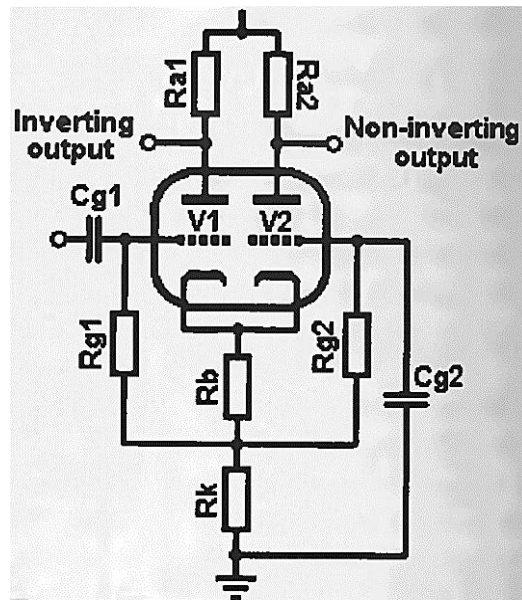 Ra1
Ra2
Inverting
output
Non-inverting
output
Cg1
V1
V2
Rg1
Rb
Rg2
Cg2
Rk